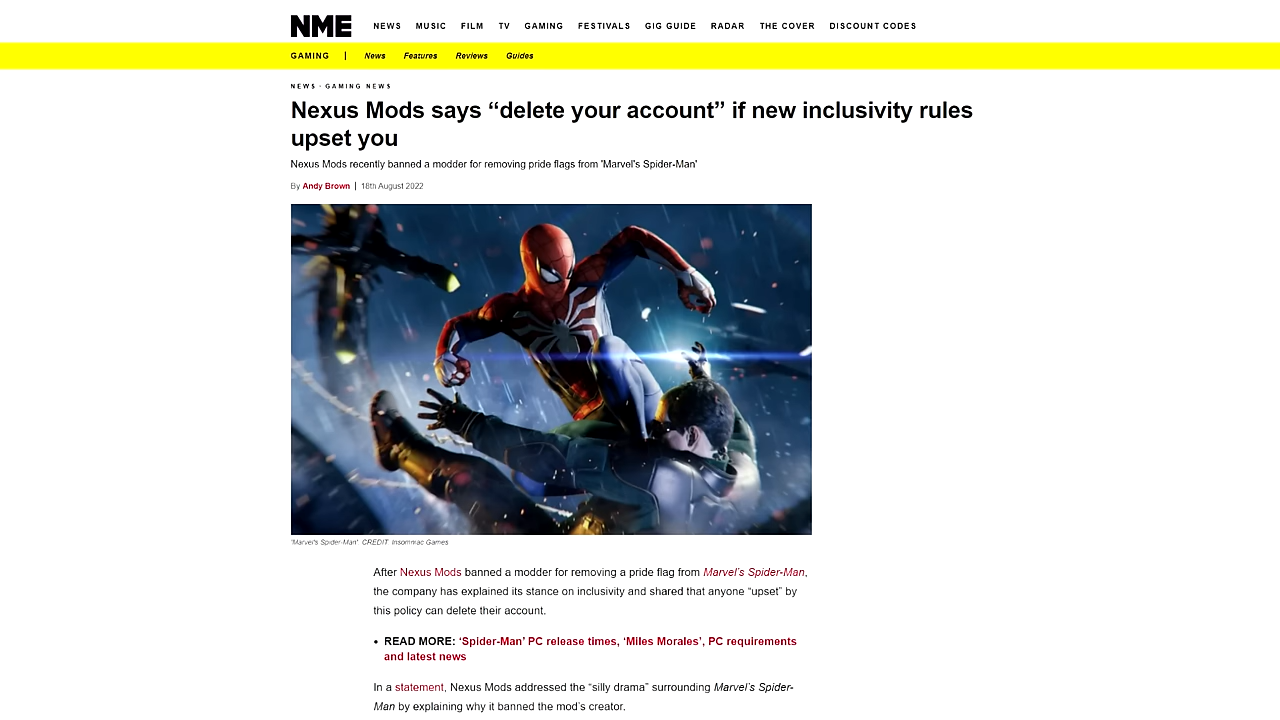 NME NEWS MUSIC FILM TV GAMING FESTIVALS GIG GUIDE RADAR THE COVER DISCOUNT CODES
GAMING | News Features Reviews Guides
NEWS · GAMING NEWS
Nexus Mods says “delete your account” if new inclusivity rules
upset you
Nexus Mods recently banned a modder for removing pride flags from 'Marvel's Spider-Man'
By Andy Brown | 18th August 2022
'Marvel's Spider-Man'. CREDIT: Insomniac Games
After Nexus Mods banned a modder for removing a pride flag from Marvel’s Spider-Man,
the company has explained its stance on inclusivity and shared that anyone “upset” by
this policy can delete their account.
• READ MORE: ‘Spider-Man’ PC release times, ‘Miles Morales’, PC requirements
and latest news
In a statement, Nexus Mods addressed the “silly drama” surrounding Marvel’s Spider-
Man by explaining why it banned the mod’s creator.